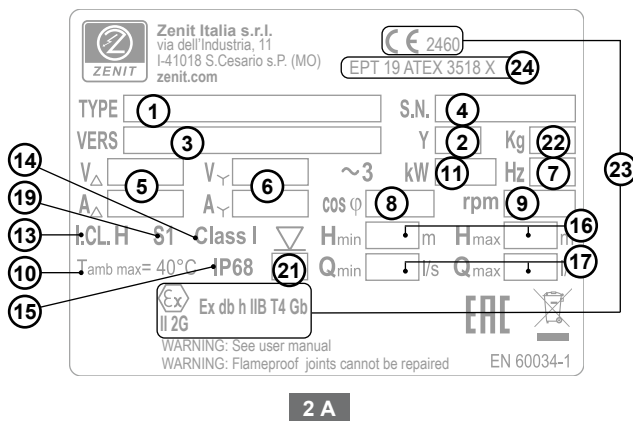 Zenit Italia s.r.l.
via dell'Industria, 11
I-41018 S.Cesario s.P. (MO)
zenit.com
ZENIT
CE 2460
EPT 19 ATEX 3518 X 24
TYPE 1 S.N. 4
VERS 3 Y 2 Kg 22
V△ 5 V⅄ 6 ~3 kW 11 Hz 7
23
A△ A⅄ cos φ 8 rpm 9
14
19
13 I.CL. H S1 Class I ▽ Hmin m Hmax m 16
10 Tamb max= 40°C IP68 21 Qmin l/s Qmax 17
15
Ex Ex db h IIB T4 Gb
II 2G
EAC
WARNING: See user manual
WARNING: Flameproof joints cannot be repaired EN 60034-1
2 A